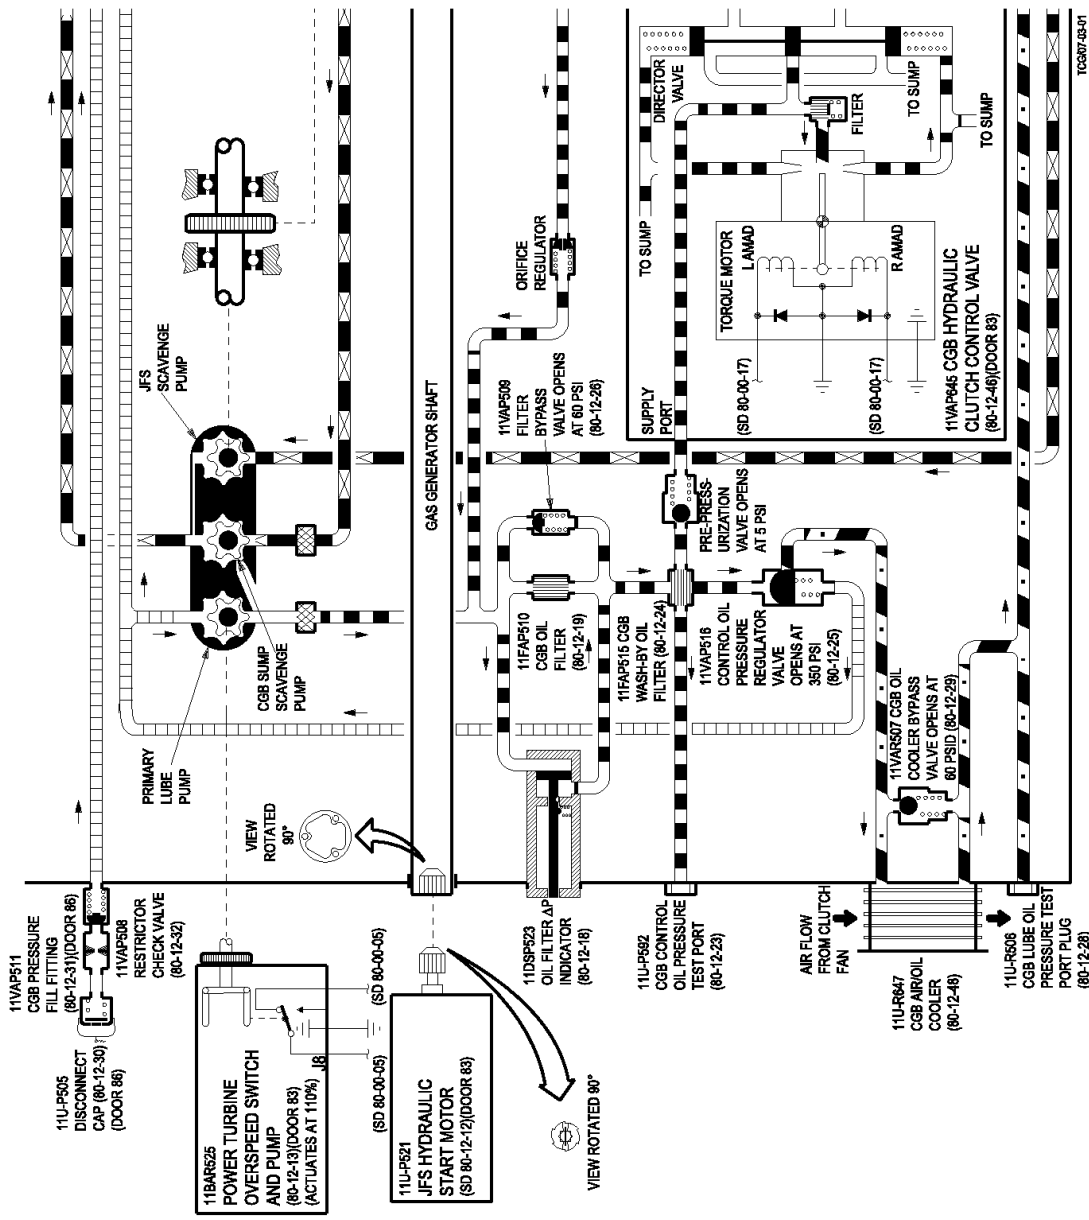 TCG/07-03-01
JFS
SCAVENGE
PUMP
PRIMARY
LUBE
PUMP
CGB SUMP
SCAVENGE
PUMP
GAS GENERATOR SHAFT
ORIFICE
REGULATOR
11VAP509
FILTER
BYPASS
VALVE OPENS
AT 60 PSI
(80-12-26)
11FAP510
CGB OIL
FILTER
(80-12-19)
11FAP515 CGB
WASH-BY OIL
FILTER (80-12-24)
PRE-PRESS-
URIZATION
VALVE OPENS
AT 5 PSI
11VAP516
CONTROL OIL
PRESSURE
REGULATOR
VALVE
OPENS AT
350 PSI
(80-12-25)
11VAR507 CGB OIL
COOLER BYPASS
VALVE OPENS AT
60 PSID (80-12-29)
DIRECTOR
VALVE
FILTER
TO SUMP
TO SUMP
TO SUMP
TORQUE MOTOR
L AMAD
R AMAD
SUPPLY
PORT
(SD 80-00-17)
(SD 80-00-17)
11VAP645 CGB HYDRAULIC
CLUTCH CONTROL VALVE
(80-12-46)(DOOR 83)
VIEW
ROTATED
90°
11VAP511
CGB PRESSURE
FILL FITTING
(80-12-31)(DOOR 86)
11VAP508
RESTRICTOR
CHECK VALVE
(80-12-32)
11U-P505
DISCONNECT
CAP (80-12-30)
(DOOR 86)
11BAR525
POWER TURBINE
OVERSPEED SWITCH
AND PUMP
(80-12-13)(DOOR 83)
(ACTUATES AT 110%)
J8
(SD 80-00-05)
(SD 80-00-05)
11U-P521
JFS HYDRAULIC
START MOTOR
(SD 80-12-12)(DOOR 83)
VIEW ROTATED 90°
11DSP523
OIL FILTER ΔP
INDICATOR
(80-12-18)
11U-P592
CGB CONTROL
OIL PRESSURE
TEST PORT
(80-12-23)
AIR FLOW
FROM CLUTCH
FAN
11U-R647
CGB AIR/OIL
COOLER
(80-12-48)
11U-R506
CGB LUBE OIL
PRESSURE TEST
PORT PLUG
(80-12-28)